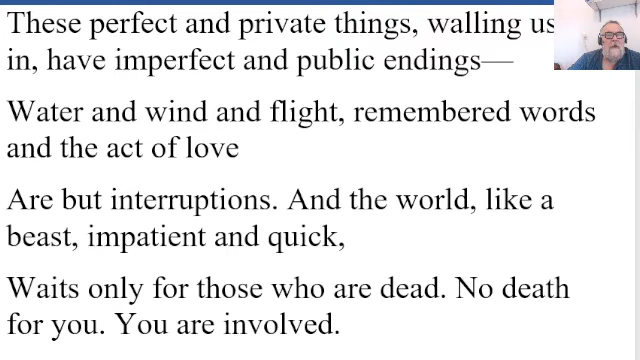 These perfect and private things, walling us
in, have imperfect and public endings—
Water and wind and flight, remembered words
and the act of love
Are but interruptions. And the world, like a
beast, impatient and quick,
Waits only for those who are dead. No death
for you. You are involved.